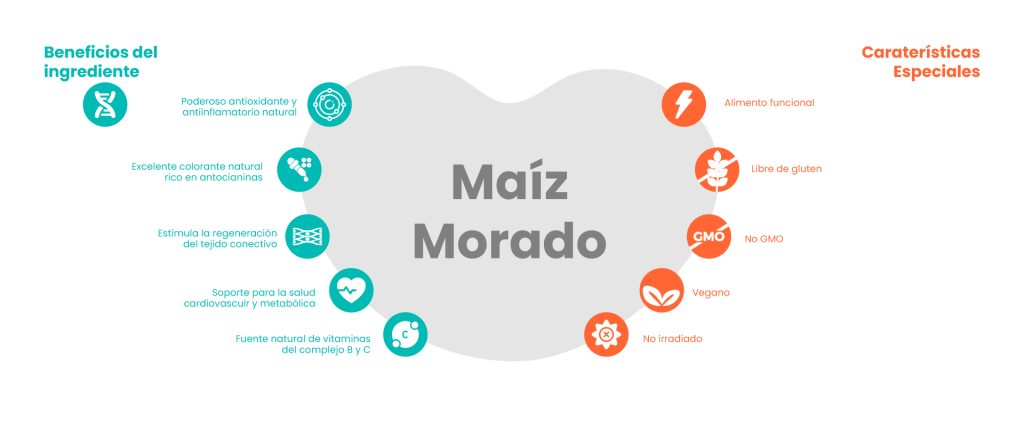 Beneficios del
ingrediente
Poderoso antioxidante y
antiinflamatorio natural
Excelente colorante natural
rico en antocianinas
Estimula la regeneración
del tejido conectivo
Soporte para la salud
cardiovasculr y metabólica
Fuente natural de vitaminas
del complejo B y C
C
Maíz
Morado
Caraterísticas
Especiales
Alimento funcional
Libre de gluten
GMO
No GMO
Vegano
No irradiado